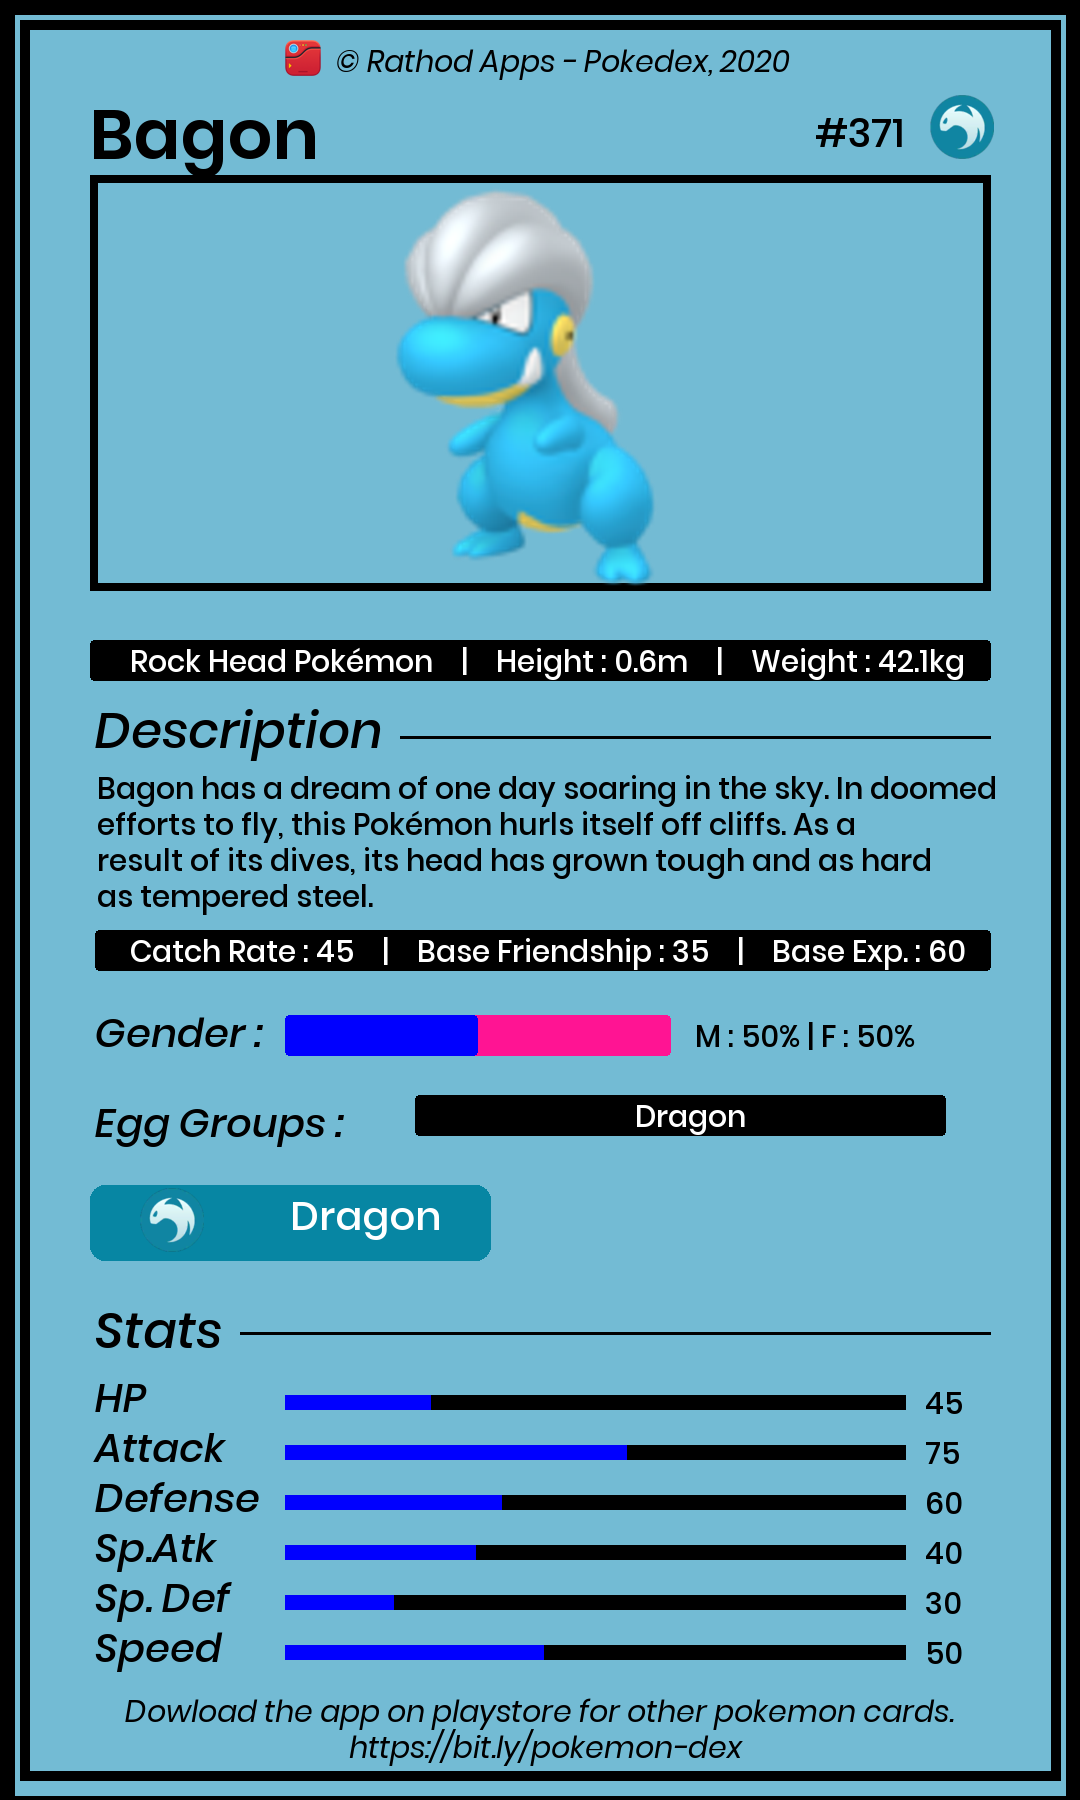 © Rathod Apps - Pokedex, 2020
Bagon
#371
Rock Head Pokémon | Height : 0.6m | Weight : 42.1kg
Description
Bagon has a dream of one day soaring in the sky. In doomed
efforts to fly, this Pokémon hurls itself off cliffs. As a
result of its dives, its head has grown tough and as hard
as tempered steel.
Catch Rate : 45 | Base Friendship : 35 | Base Exp. : 60
Gender : M : 50% | F : 50%
Egg Groups : Dragon
Dragon
Stats
HP 45
Attack 75
Defense 60
Sp.Atk 40
Sp. Def 30
Speed 50
Dowload the app on playstore for other pokemon cards.
https://bit.ly/pokemon-dex